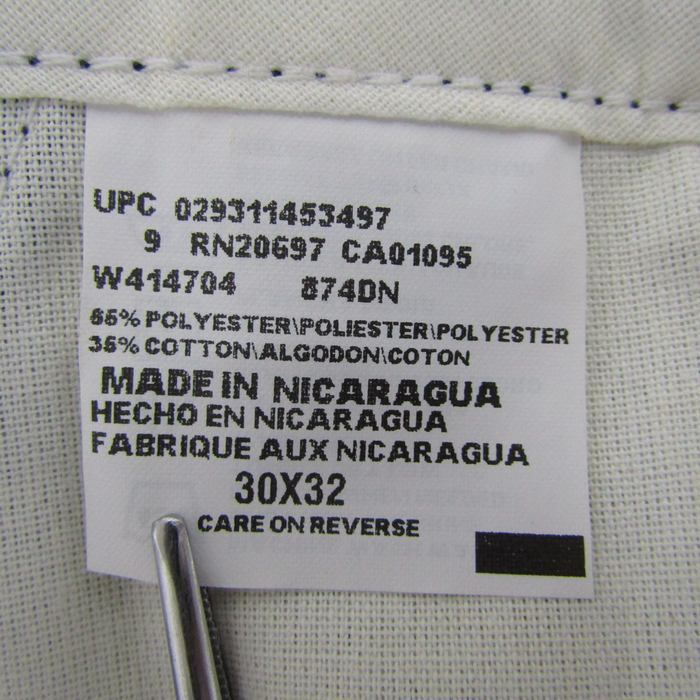 UPC 029311453497
9 RN20697 CA01095
W414704 874DN
65% POLYESTER\POLIESTER\POLYESTER
35% COTTON\ALGODON\COTON
MADE IN NICARAGUA
HECHO EN NICARAGUA
FABRIQUE AUX NICARAGUA
30X32
CARE ON REVERSE